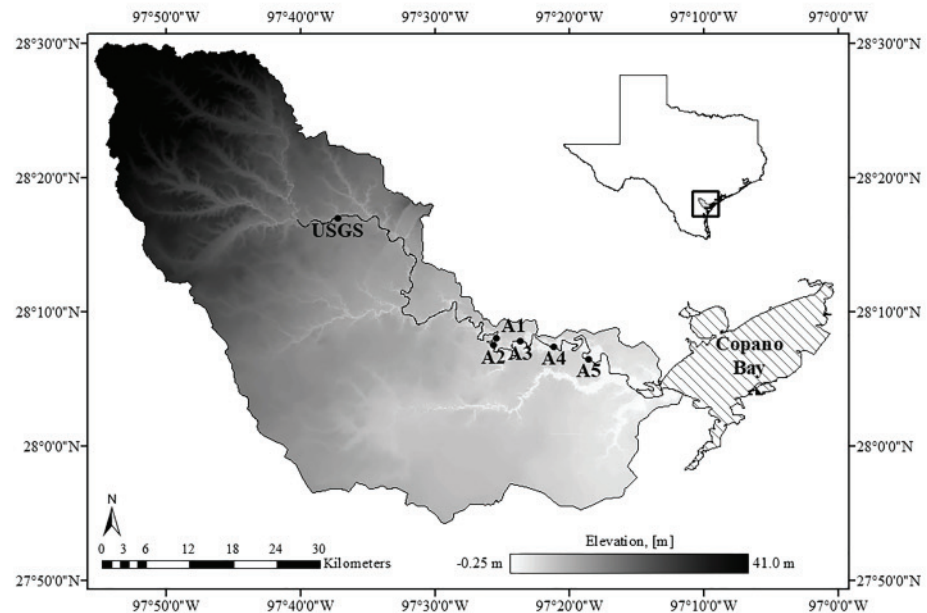 97°50'0"W 97°40'0"W 97°30'0"W 97°20'0"W 97°10'0"W 97°0'0"W
28°30'0"N 28°30'0"N
28°20'0"N 28°20'0"N
USGS
28°10'0"N 28°10'0"N
A1
A2 A3 A4 A5
Copano
Bay
28°0'0"N 28°0'0"N
N
0 3 6 12 18 24 30
Kilometers
Elevation, [m]
-0.25 m 41.0 m
27°50'0"N 27°50'0"N
97°50'0"W 97°40'0"W 97°30'0"W 97°20'0"W 97°10'0"W 97°0'0"W